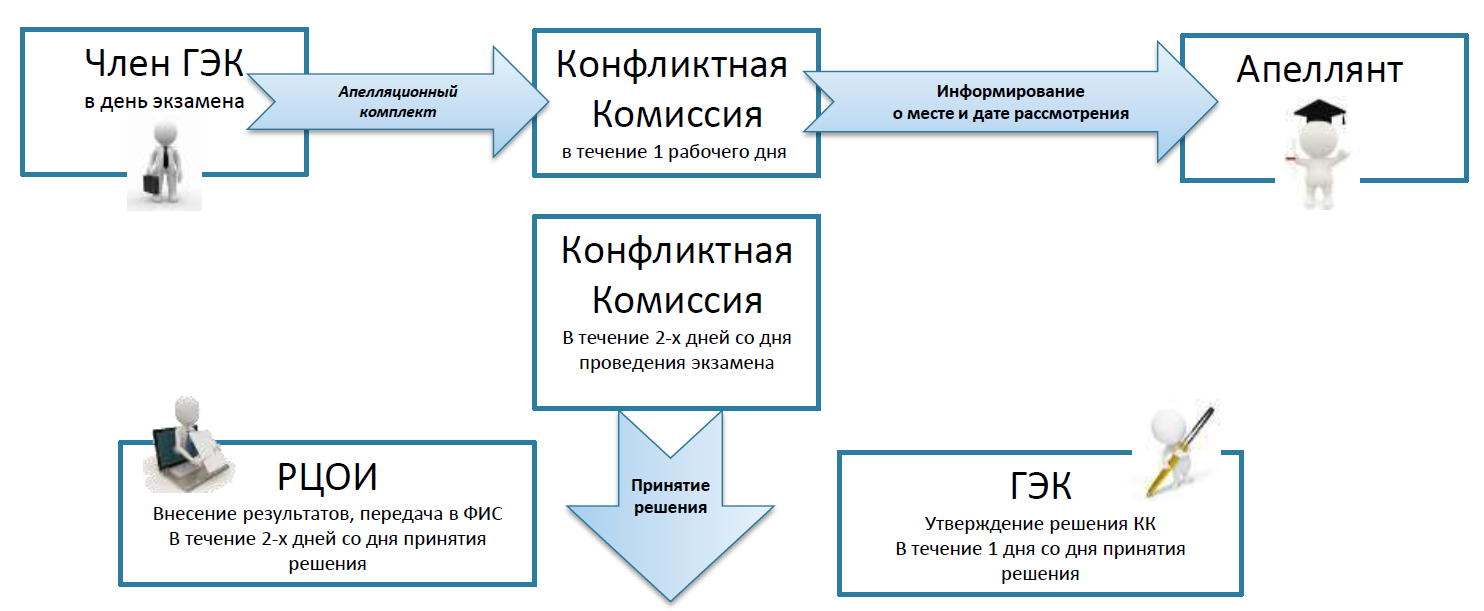 Член ГЭК
в день экзамена
Апелляционный
комплект
Конфликтная
Комиссия
в течение 1 рабочего дня
Информирование
о месте и дате рассмотрения
Апеллянт
Конфликтная
Комиссия
В течение 2-х дней со дня
проведения экзамена
Принятие
решения
РЦОИ
Внесение результатов, передача в ФИС
В течение 2-х дней со дня принятия
решения
ГЭК
Утверждение решения КК
В течение 1 дня со дня принятия
решения